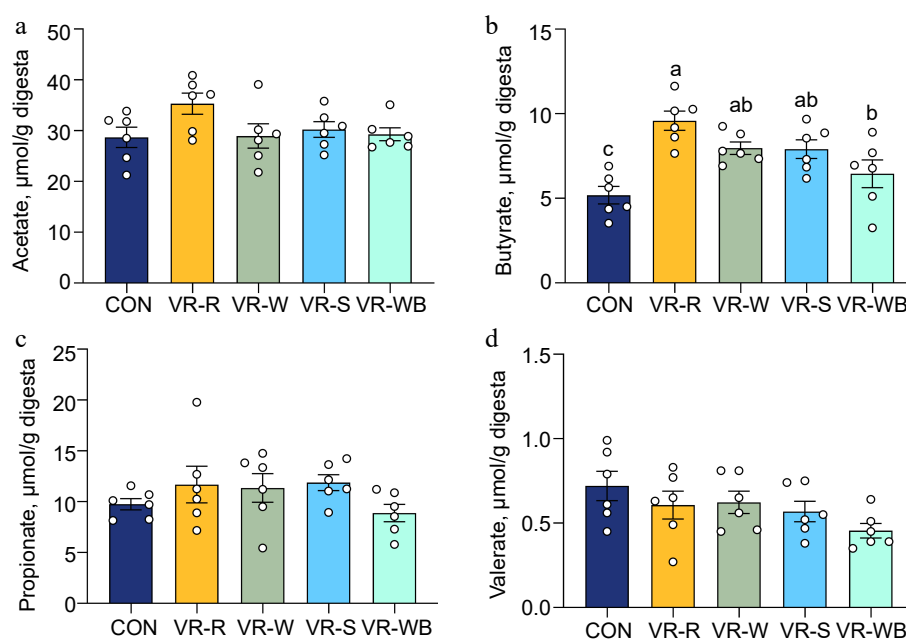 a
Acetate, µmol/g digesta
50
40
30
20
10
0
CON VR-R VR-W VR-S VR-WB
b
Butyrate, µmol/g digesta
15
10
5
0
c
a
ab
ab
b
CON VR-R VR-W VR-S VR-WB
c
Propionate, µmol/g digesta
25
20
15
10
5
0
CON VR-R VR-W VR-S VR-WB
d
Valerate, µmol/g digesta
1.5
1.0
0.5
0.0
CON VR-R VR-W VR-S VR-WB